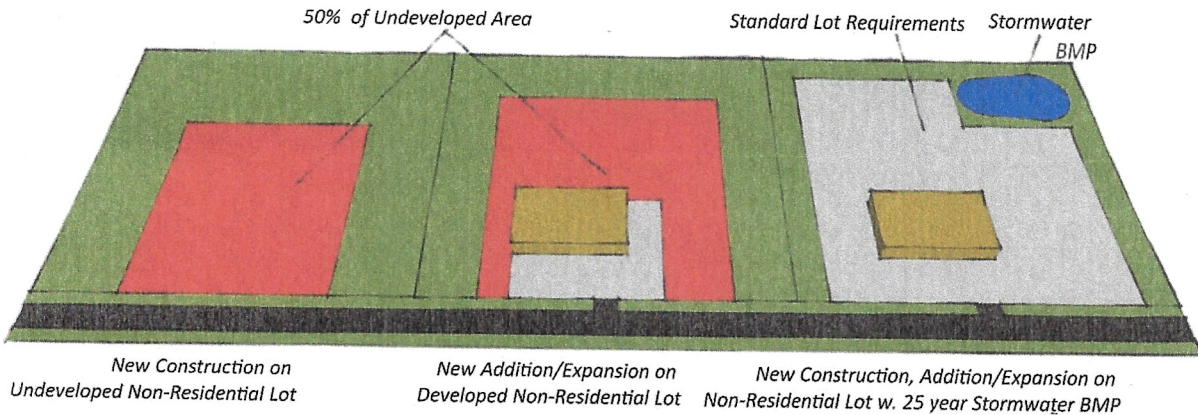 50% of Undeveloped Area
Standard Lot Requirements
Stormwater
BMP
New Construction on
Undeveloped Non-Residential Lot
New Addition/Expansion on
Developed Non-Residential Lot
New Construction, Addition/Expansion on
Non-Residential Lot w. 25 year Stormwater BMP